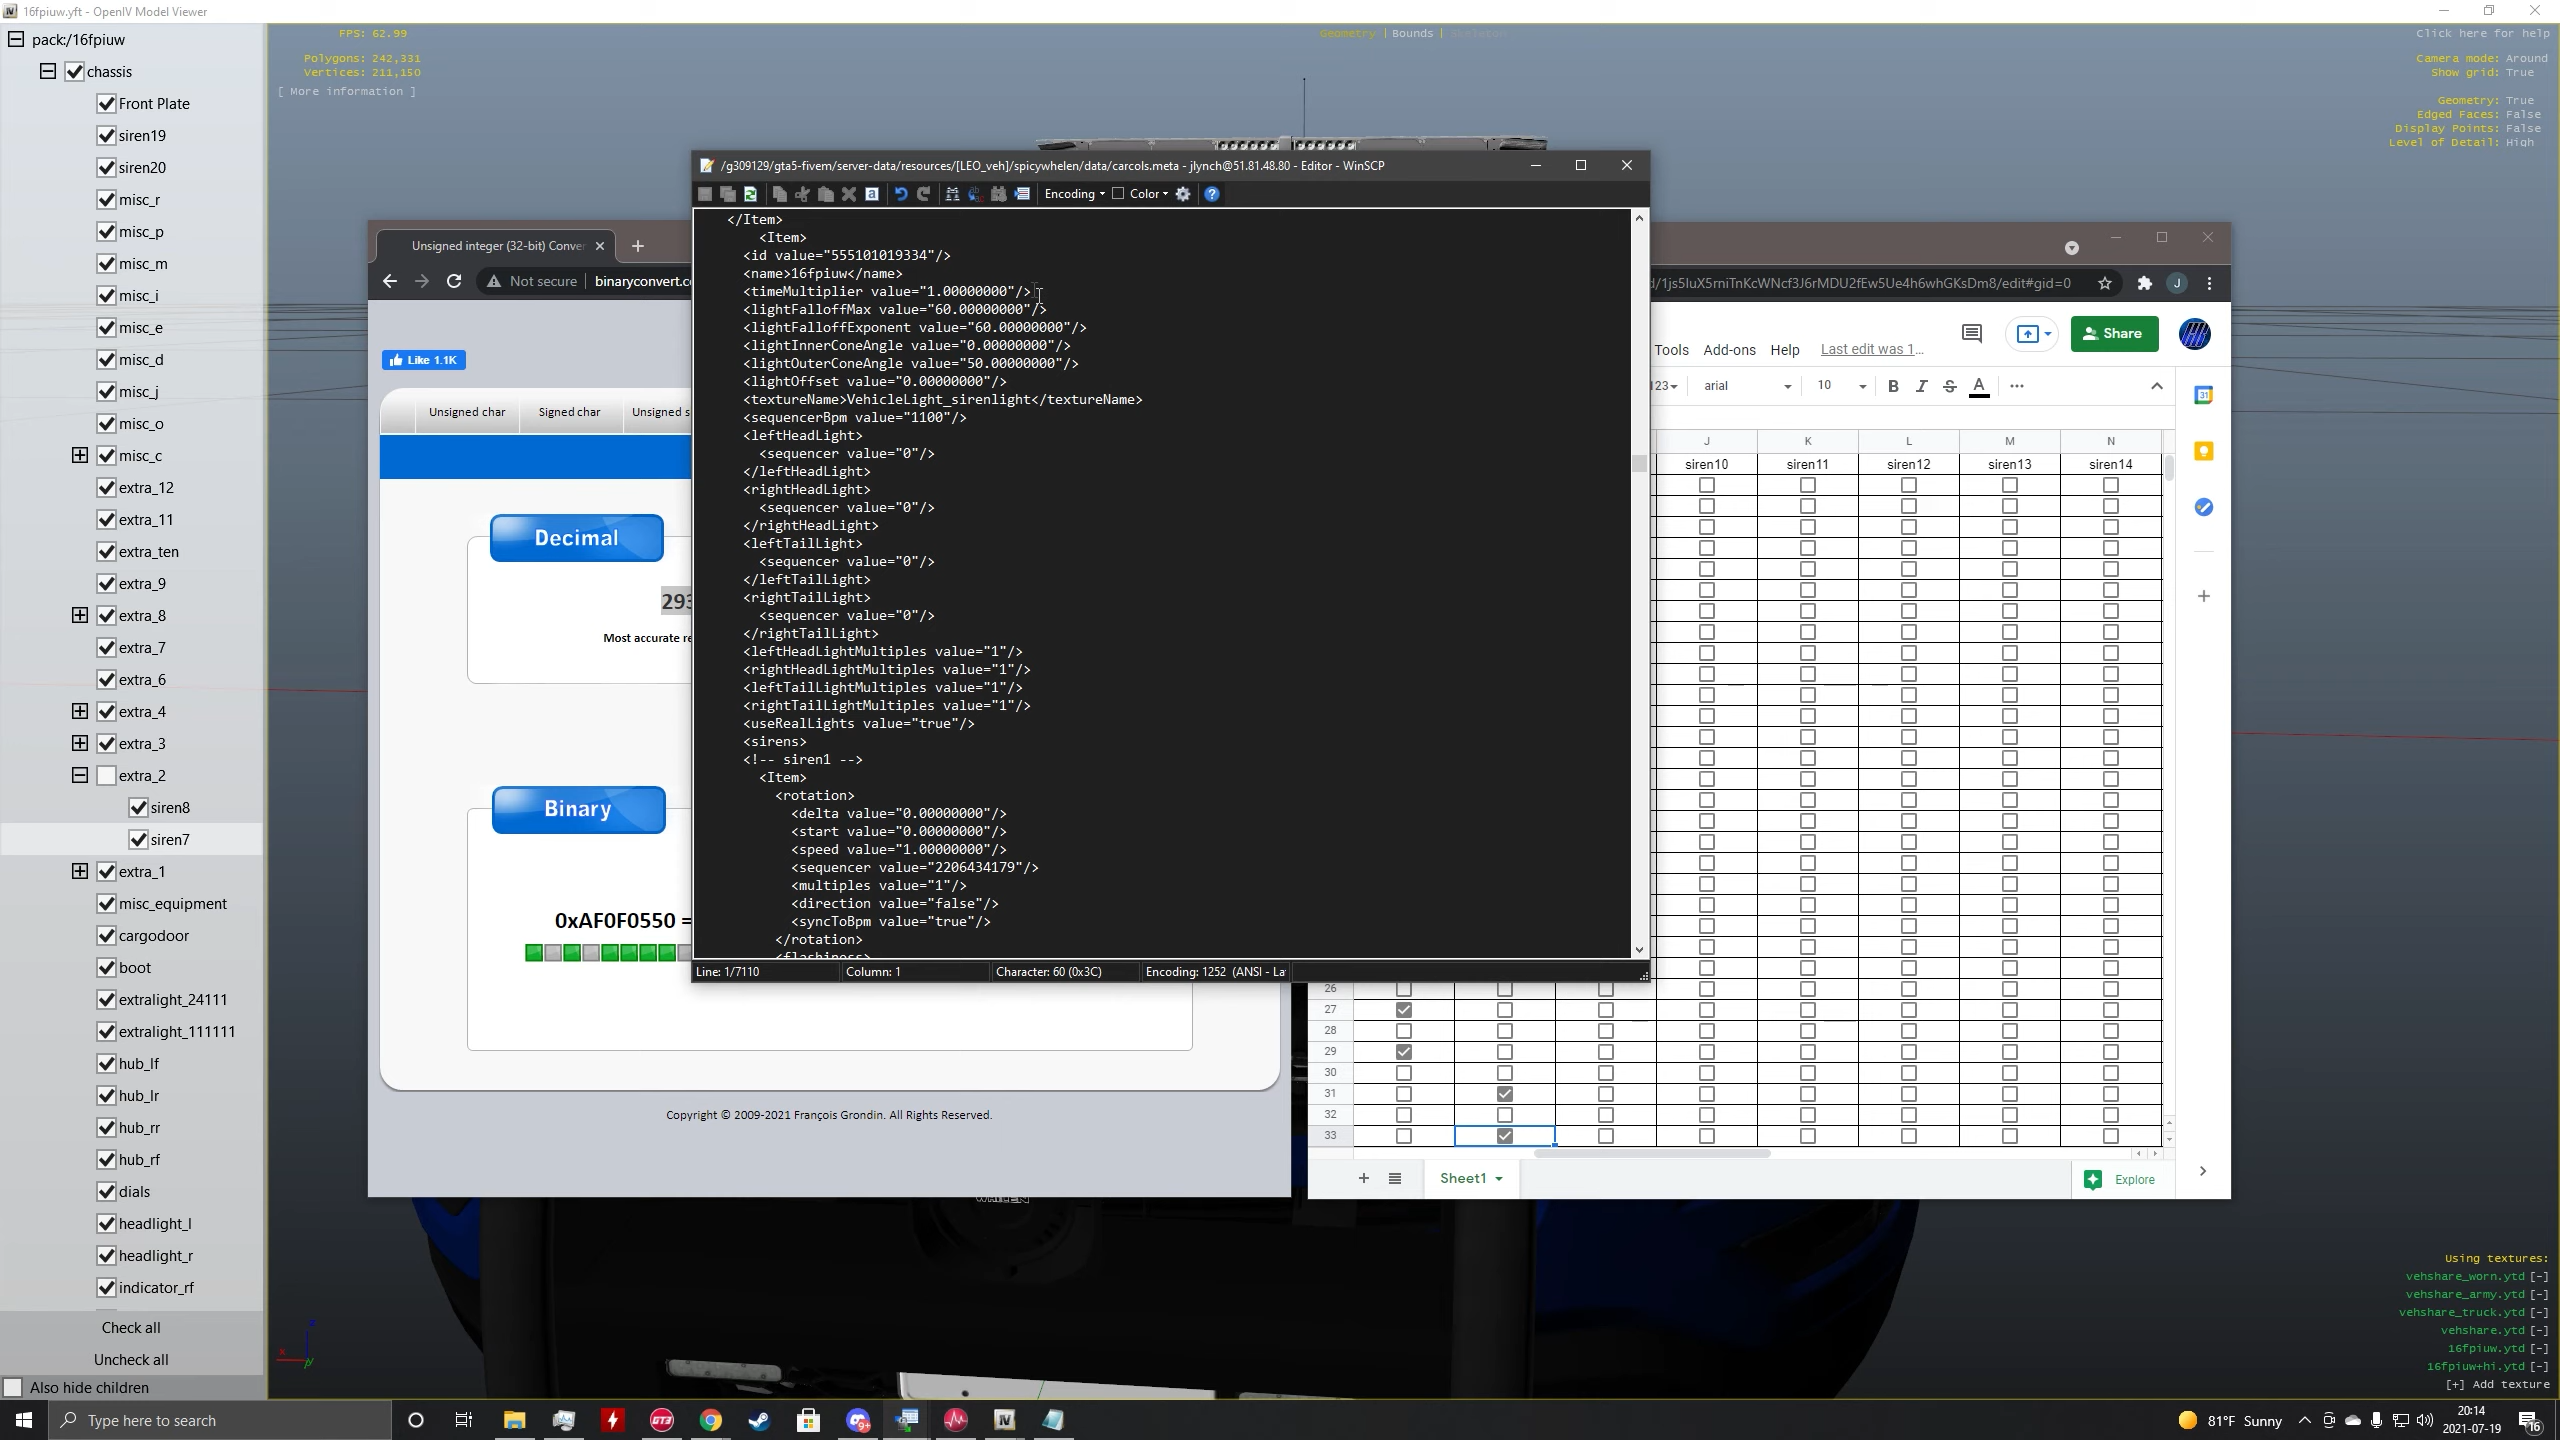 16fpiuw.yft - OpenIV Model Viewer
pack:/16fpiuw
chassis
Front Plate
siren19
siren20
misc_r
misc_p
misc_m
misc_i
misc_e
misc_d
misc_j
misc_o
misc_c
extra_12
extra_11
extra_ten
extra_9
extra_8
extra_7
extra_6
extra_4
extra_3
extra_2
siren8
siren7
extra_1
misc_equipment
cargodoor
boot
extralight_24111
extralight_111111
hub_lf
hub_lr
hub_rr
hub_rf
dials
headlight_l
headlight_r
indicator_rf
Check all
Uncheck all
Also hide children
FPS: 62.99
Polygons: 242,331
Vertices: 211,150
[ More information ]
Geometry | Bounds | Skeleton
Click here for help
Camera mode: Around
Show grid: True
Geometry: True
Edged Faces: False
Display Points: False
Level of Detail: High
Unsigned integer (32-bit) Conver
Not secure
binaryconvert.co
Like 1.1K
Unsigned char
Signed char
Unsigned s
Decimal
293
Most accurate re
Binary
0xAF0F0550 =
Copyright © 2009-2021 François Grondin. All Rights Reserved.
/g309129/gta5-fivem/server-data/resources/[LEO_veh]/spicywhelen/data/carcols.meta - jlynch@51.81.48.80 - Editor - WinSCP
Encoding
Color
</Item>
<Item>
<id value="555101019334"/>
<name>16fpiuw</name>
<timeMultiplier value="1.00000000"/>
<lightFalloffMax value="60.00000000"/>
<lightFalloffExponent value="60.00000000"/>
<lightInnerConeAngle value="0.00000000"/>
<lightOuterConeAngle value="50.00000000"/>
<lightOffset value="0.00000000"/>
<textureName>VehicleLight_sirenlight</textureName>
<sequencerBpm value="1100"/>
<leftHeadLight>
<sequencer value="0"/>
</leftHeadLight>
<rightHeadLight>
<sequencer value="0"/>
</rightHeadLight>
<leftTailLight>
<sequencer value="0"/>
</leftTailLight>
<rightTailLight>
<sequencer value="0"/>
</rightTailLight>
<leftHeadLightMultiples value="1"/>
<rightHeadLightMultiples value="1"/>
<leftTailLightMultiples value="1"/>
<rightTailLightMultiples value="1"/>
<useRealLights value="true"/>
<sirens>
<!-- siren1 -->
<Item>
<rotation>
<delta value="0.00000000"/>
<start value="0.00000000"/>
<speed value="1.00000000"/>
<sequencer value="2206434179"/>
<multiples value="1"/>
<direction value="false"/>
<syncToBpm value="true"/>
</rotation>
<flashiness>
Line: 1/7110
Column: 1
Character: 60 (0x3C)
Encoding: 1252 (ANSI - La
d/1js5IuX5rniTnKcWNcf3J6rMDU2fEw5Ue4h6whGKsDm8/edit#gid=0
J
Share
Tools Add-ons Help Last edit was 1...
123
arial
10
B I S A
31
J K L M N
siren10 siren11 siren12 siren13 siren14
26
27
28
29
30
31
32
33
Sheet1
Explore
Using textures:
vehshare_worn.ytd [-]
vehshare_army.ytd [-]
vehshare_truck.ytd [-]
vehshare.ytd [-]
16fpiuw.ytd [-]
16fpiuw+hi.ytd [-]
[+] Add texture
z
x
y
Type here to search
81°F Sunny
20:14
2021-07-19
16